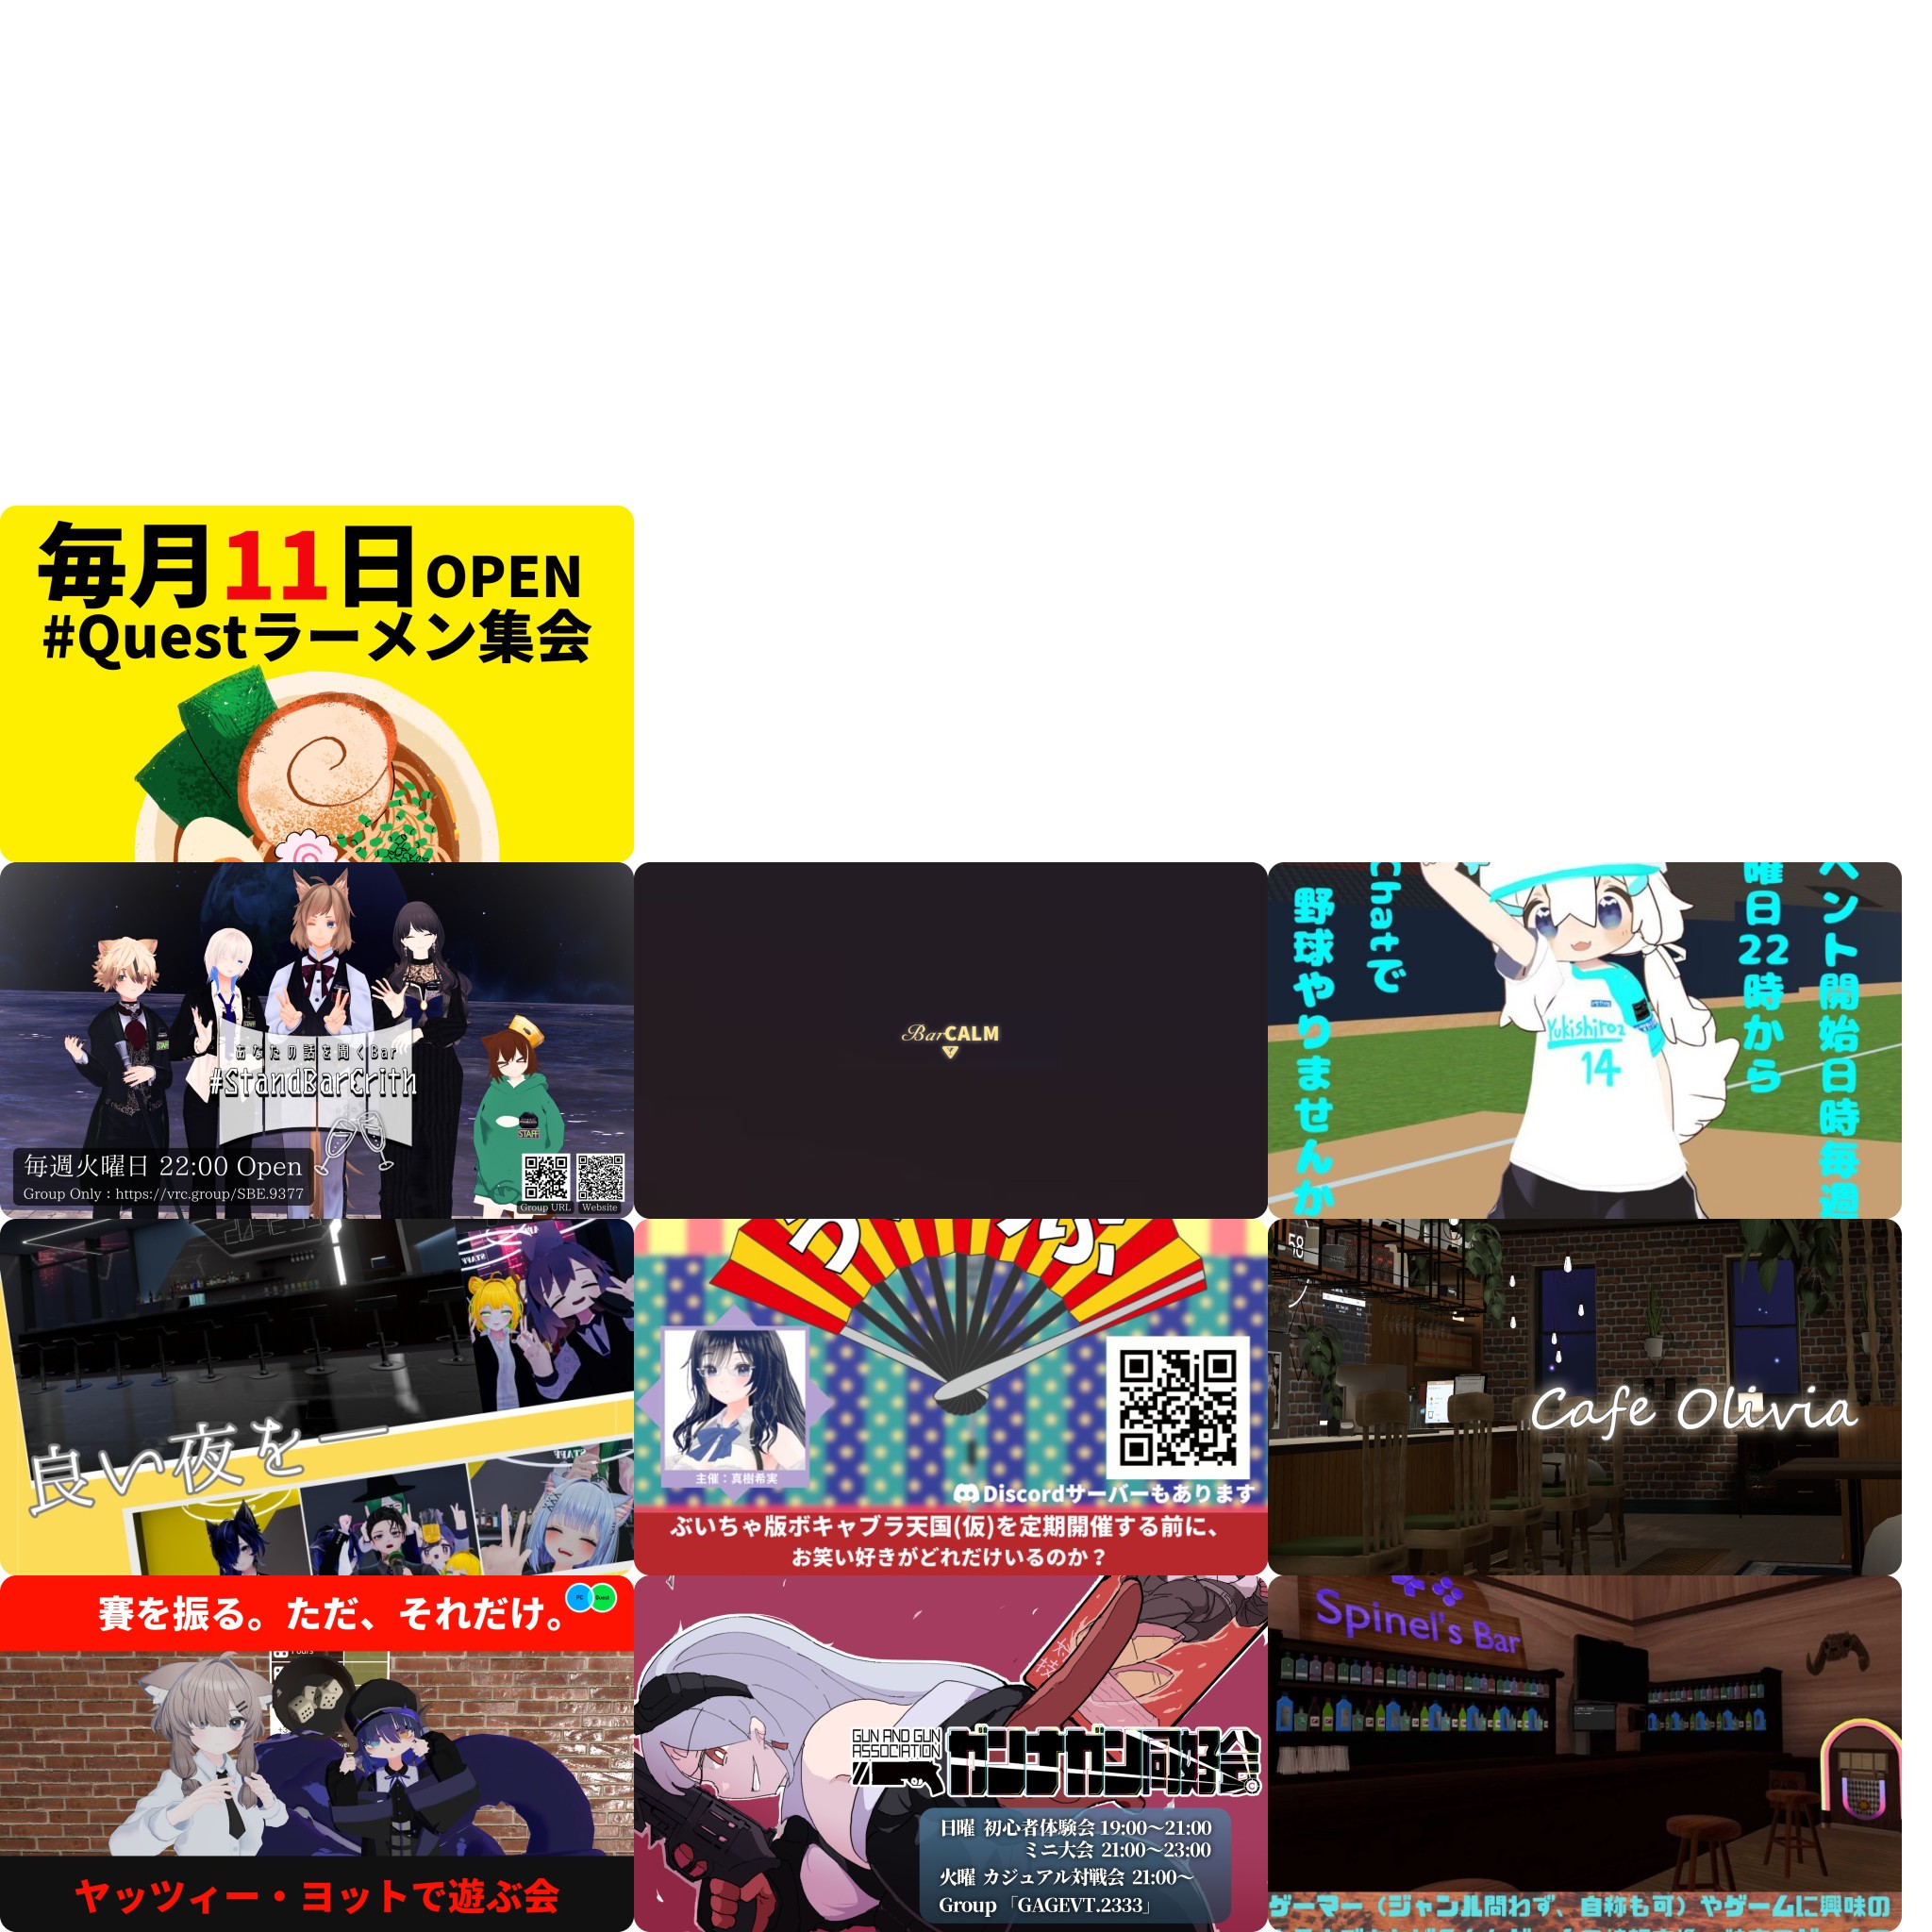 毎月11日OPEN
#Questラーメン集会
あなたの話を聞くBar
#StandBarCrith
STAFF
毎週火曜日 22:00 Open
Group Only : https://vrc.group/SBE.9377
Group URL
Website
Bar CALM
ベント開始日時毎週
曜日22時から
Chatで
野球やりませんか
Yukishiroz
14
良い夜を—
主催：真樹希実
Discordサーバーもあります
ぶいちゃ版ボキャブラ天国(仮)を定期開催する前に、
お笑い好きがどれだけいるのか？
58
Cafe Olivia
賽を振る。ただ、それだけ。
PC
Quest
ヤッツィー・ヨットで遊ぶ会
GUN AND GUN
ASSOCIATION
ガンナガン同好会
日曜 初心者体験会 19:00〜21:00
ミニ大会 21:00〜23:00
火曜 カジュアル対戦会 21:00〜
Group「GAGEVT.2333」
Spinel's Bar
ゲーマー（ジャンル問わず、自称も可）やゲームに興味の